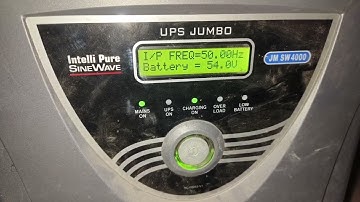 UPS JUMBO
Intelli Pure
SINEWAVE
I/P FREQ=50.00Hz
Battery = 54.0V
JM SW4000
MAINS ON
UPS ON
CHARGING ON
OVER LOAD
LOW BATTERY